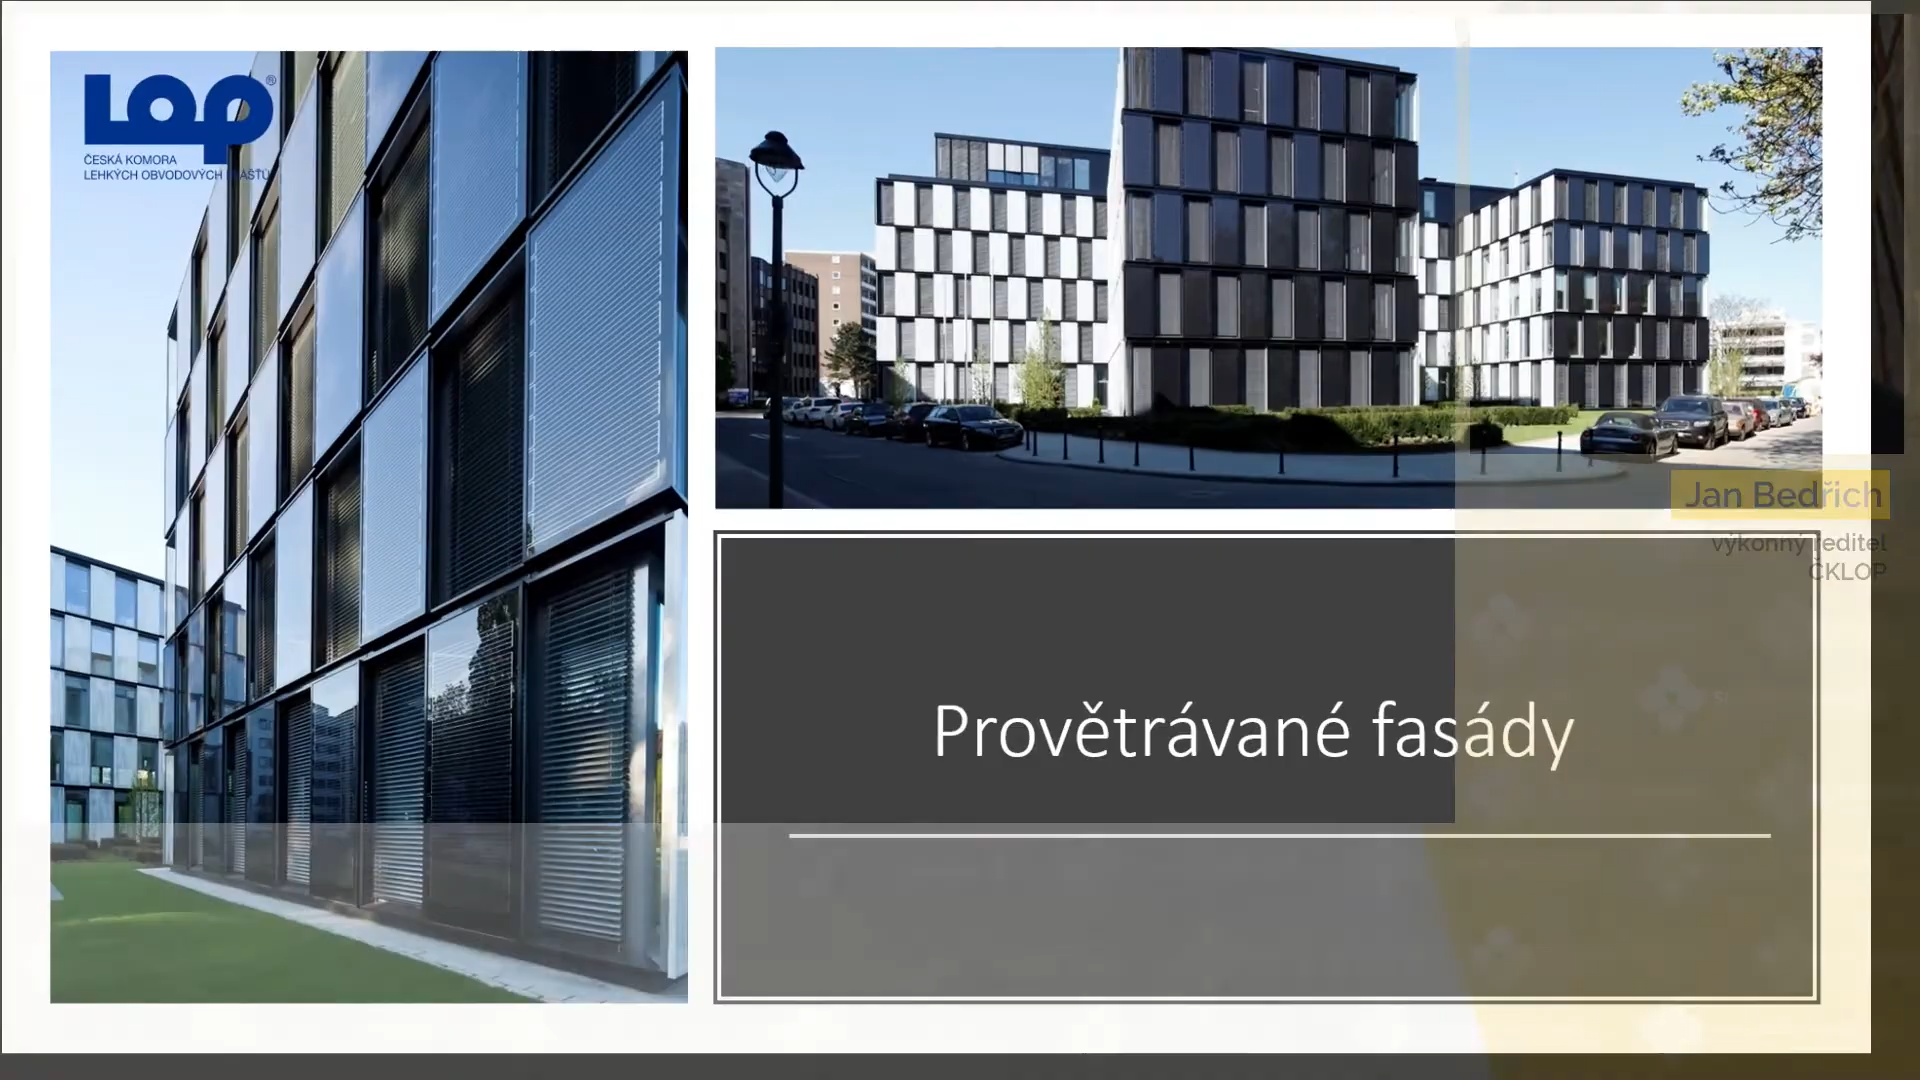 LOP®
ČESKÁ KOMORA
LEHKÝCH OBVODOVÝCH PLÁŠŤŮ
Jan Bedřich
výkonný ředitel
ČKLOP
Provětrávané fasády